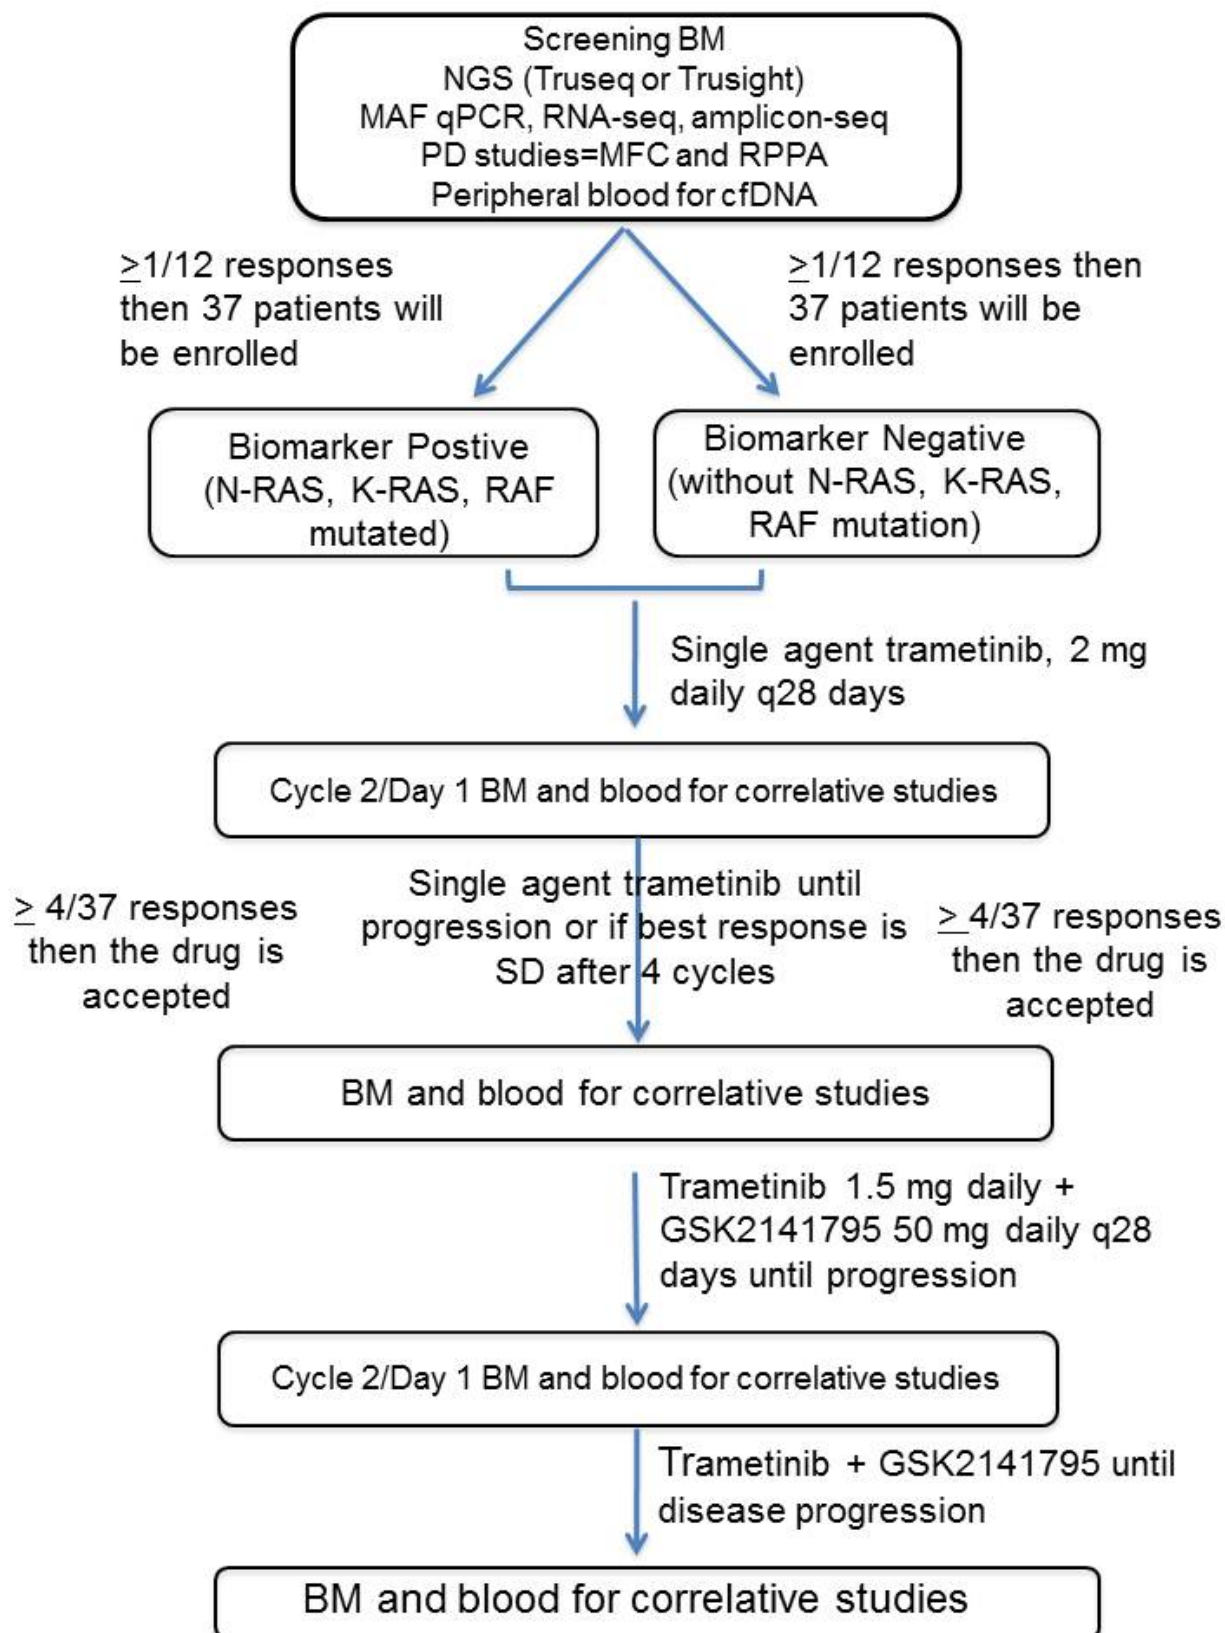 Screening BM
NGS (Truseq or Trusight)
MAF qPCR, RNA-seq, amplicon-seq
PD studies=MFC and RPPA
Peripheral blood for cfDNA
≥1/12 responses
then 37 patients will
be enrolled
≥1/12 responses then
37 patients will be
enrolled
Biomarker Postive
(N-RAS, K-RAS, RAF
mutated)
Biomarker Negative
(without N-RAS, K-RAS,
RAF mutation)
Single agent trametinib, 2 mg
daily q28 days
Cycle 2/Day 1 BM and blood for correlative studies
≥ 4/37 responses
then the drug is
accepted
Single agent trametinib until
progression or if best response is
SD after 4 cycles
≥ 4/37 responses
then the drug is
accepted
BM and blood for correlative studies
Trametinib 1.5 mg daily +
GSK2141795 50 mg daily q28
days until progression
Cycle 2/Day 1 BM and blood for correlative studies
Trametinib + GSK2141795 until
disease progression
BM and blood for correlative studies